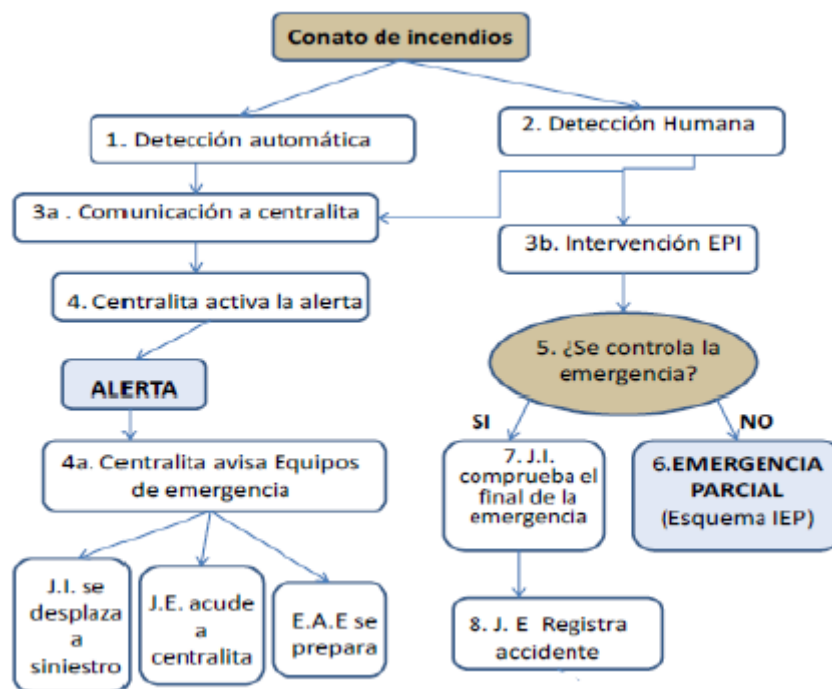 Conato de incendios
1. Detección automática
2. Detección Humana
3a . Comunicación a centralita
3b. Intervención EPI
4. Centralita activa la alerta
5. ¿Se controla la
emergencia?
ALERTA
SI
NO
4a. Centralita avisa Equipos
de emergencia
7. J.I.
comprueba el
final de la
emergencia
6.EMERGENCIA
PARCIAL
(Esquema IEP)
J.I. se
desplaza
a
siniestro
J.E. acude
a
centralita
E.A.E se
prepara
8. J. E Registra
accidente